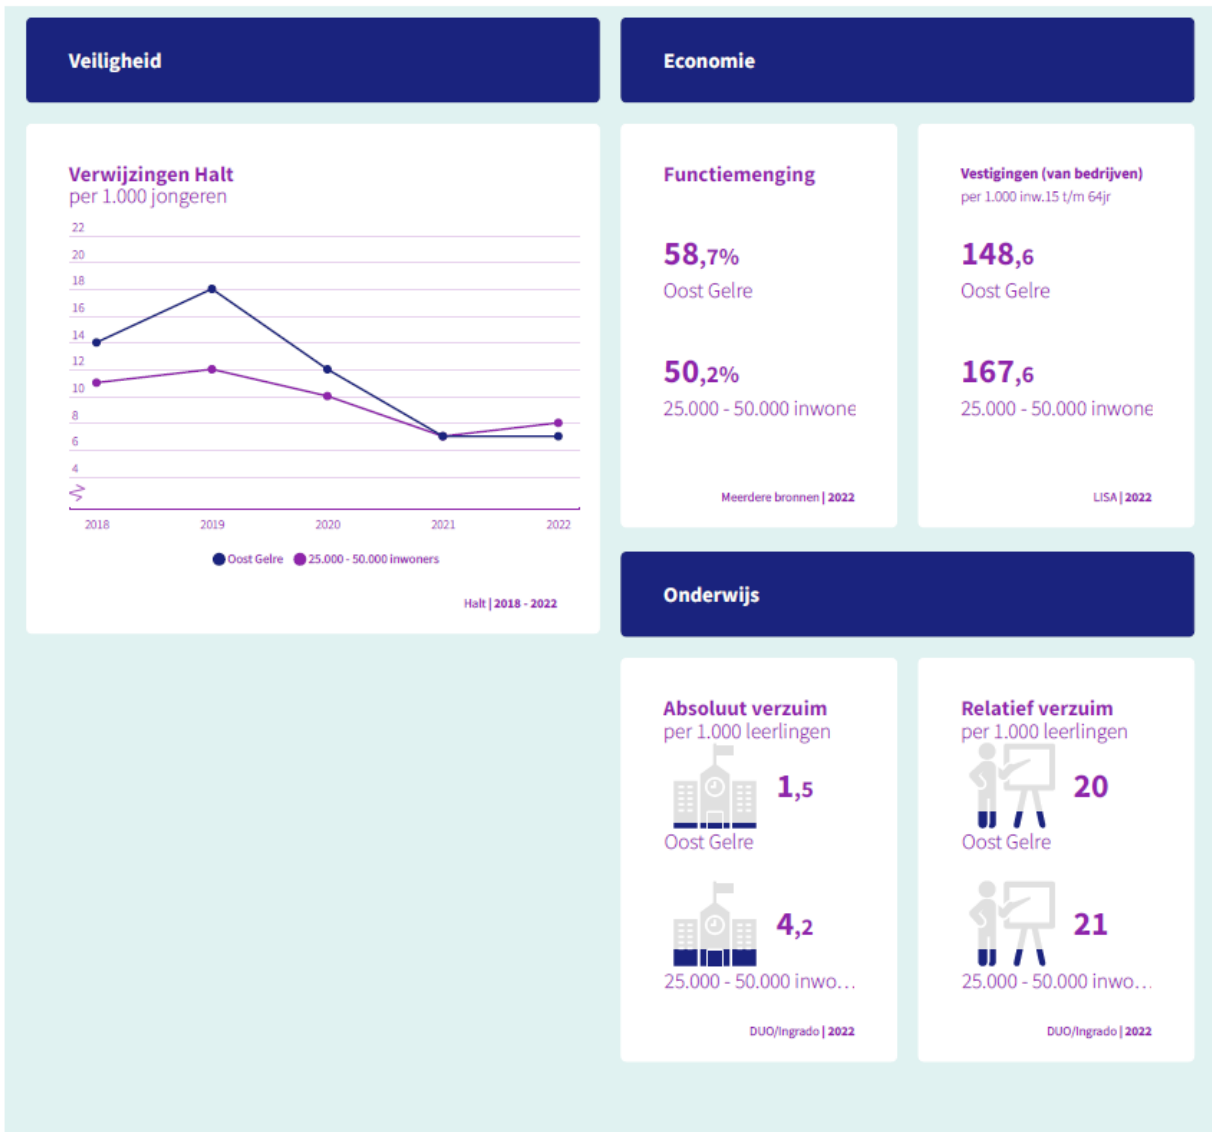 Veiligheid
Verwijzingen Halt
per 1.000 jongeren
22
20
18
16
14
12
10
8
6
4
2018 2019 2020 2021 2022
Oost Gelre 25.000 - 50.000 inwoners
Halt | 2018 - 2022
Economie
Functiemenging
58,7%
Oost Gelre
50,2%
25.000 - 50.000 inwone
Meerdere bronnen | 2022
Vestigingen (van bedrijven)
per 1.000 inw.15 t/m 64jr
148,6
Oost Gelre
167,6
25.000 - 50.000 inwone
LISA | 2022
Onderwijs
Absoluut verzuim
per 1.000 leerlingen
1,5
Oost Gelre
4,2
25.000 - 50.000 inwo...
DUO/Ingrado | 2022
Relatief verzuim
per 1.000 leerlingen
20
Oost Gelre
21
25.000 - 50.000 inwo...
DUO/Ingrado | 2022